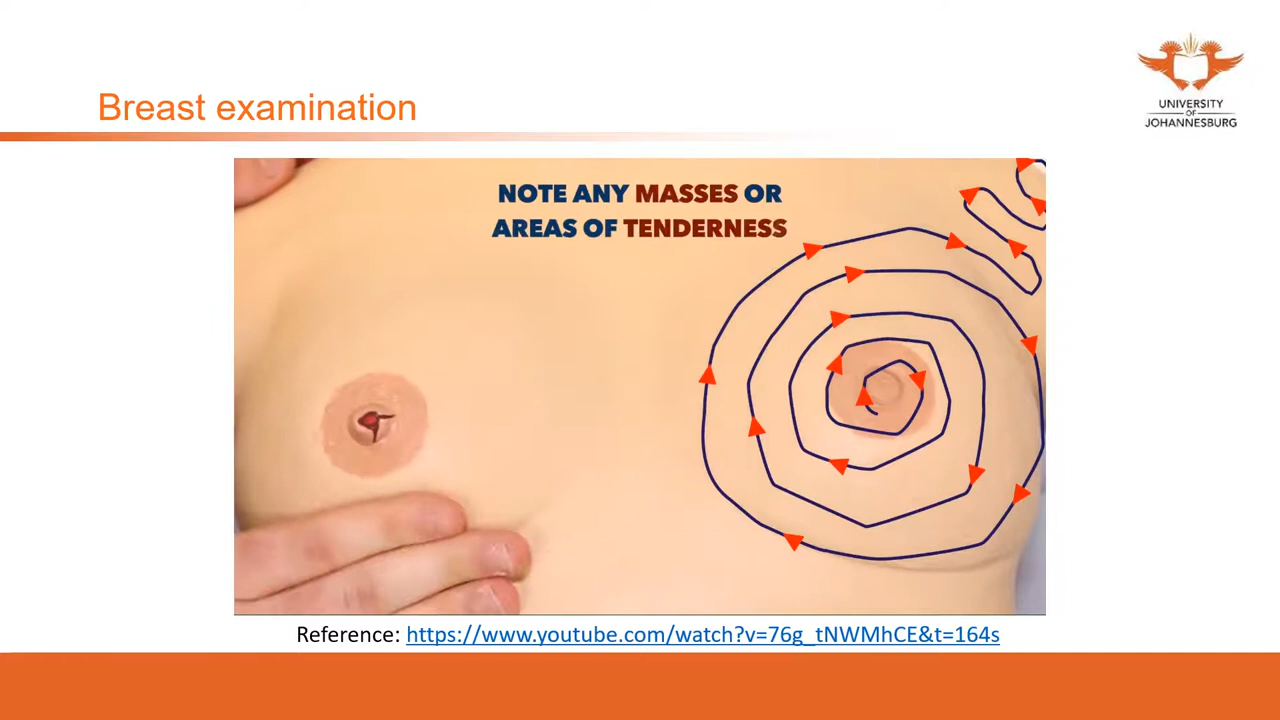 Breast examination
UNIVERSITY
OF
JOHANNESBURG
NOTE ANY MASSES OR
AREAS OF TENDERNESS
Reference: https://www.youtube.com/watch?v=76g_tNWMhCE&t=164s